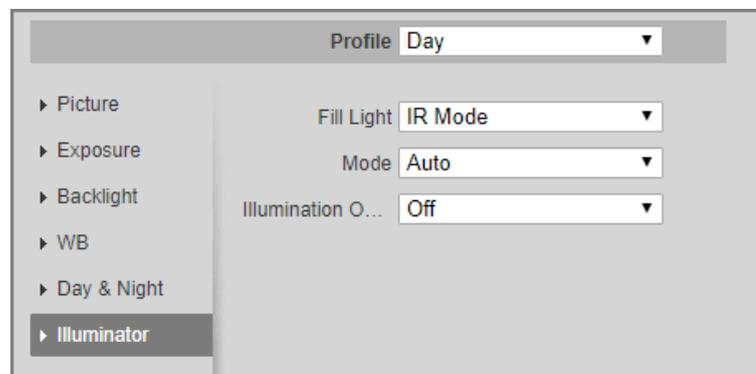 Profile Day
Picture
Fill Light IR Mode
Exposure
Mode Auto
Backlight
Illumination O... Off
WB
Day & Night
Illuminator